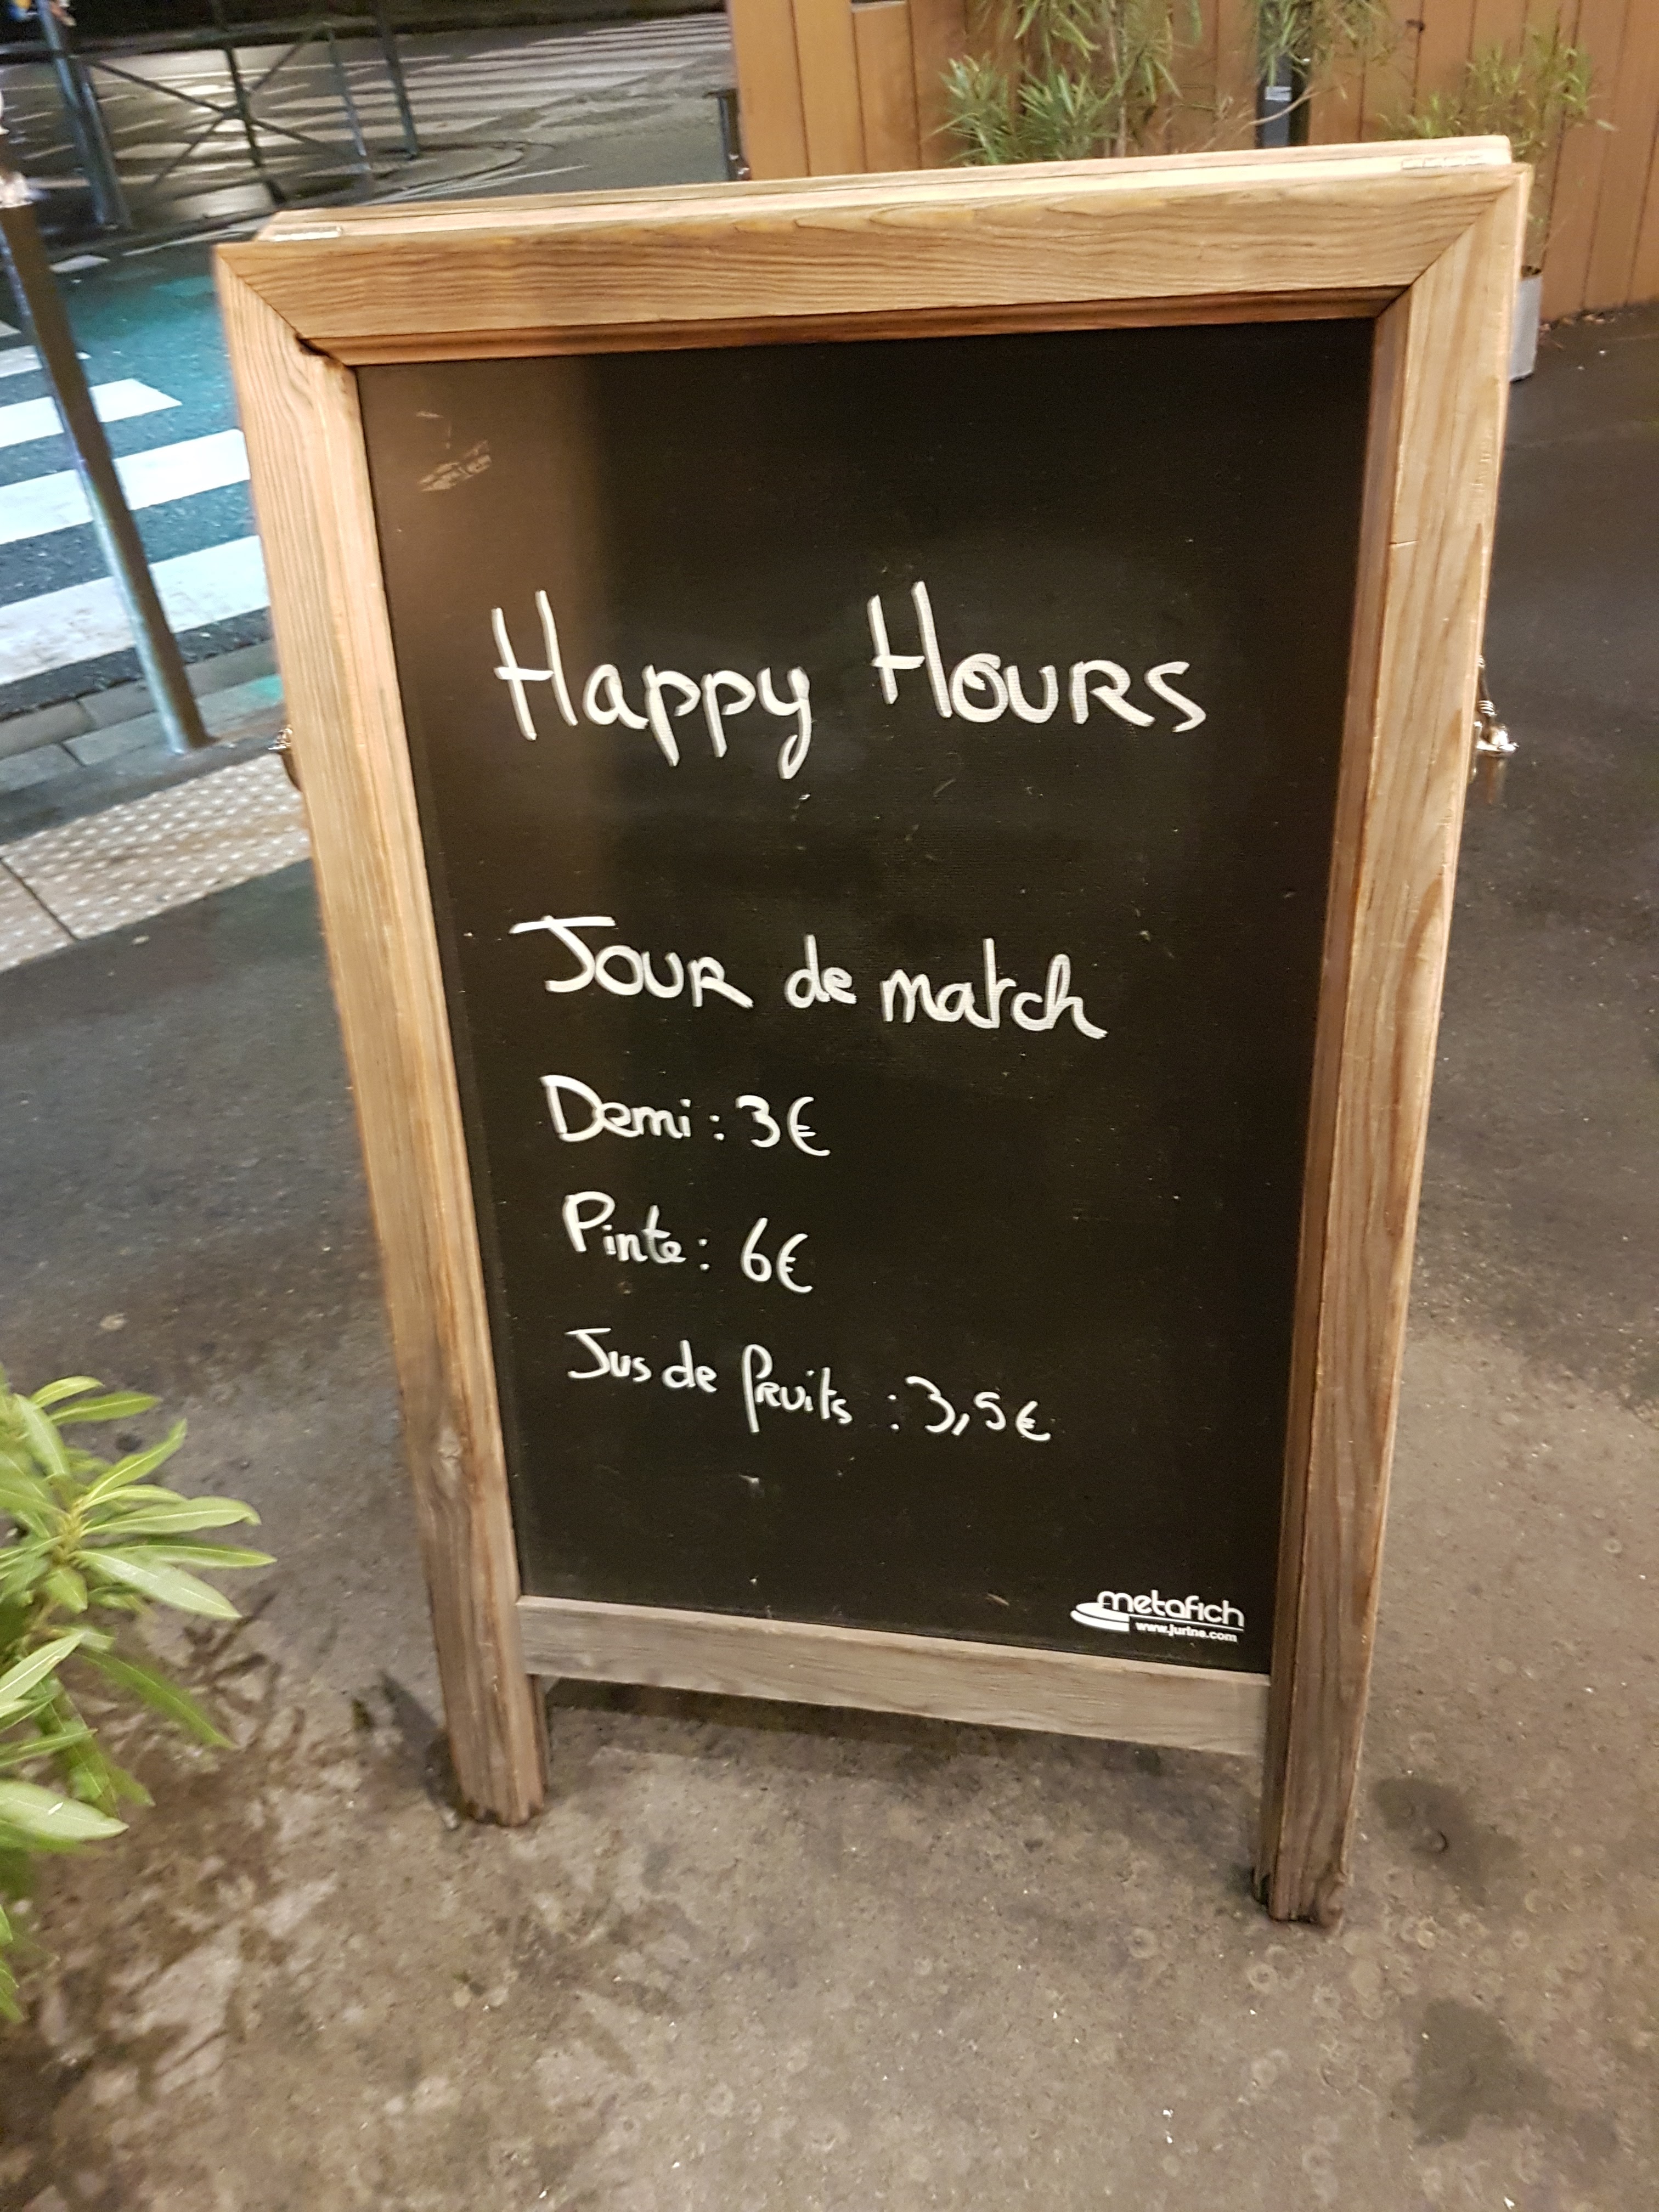 Happy Hours
Jour de match
Demi : 3€
Pinte : 6€
Jus de fruits : 3,5€
metafich
www.jurine.com